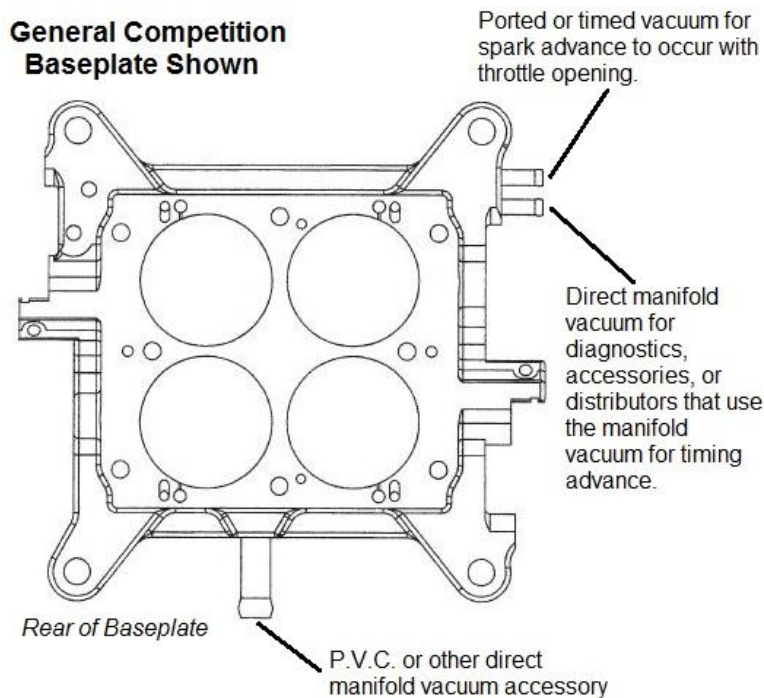 General Competition
Baseplate Shown
Ported or timed vacuum for
spark advance to occur with
throttle opening.
Direct manifold
vacuum for
diagnostics,
accessories, or
distributors that use
the manifold
vacuum for timing
advance.
Rear of Baseplate
P.V.C. or other direct
manifold vacuum accessory